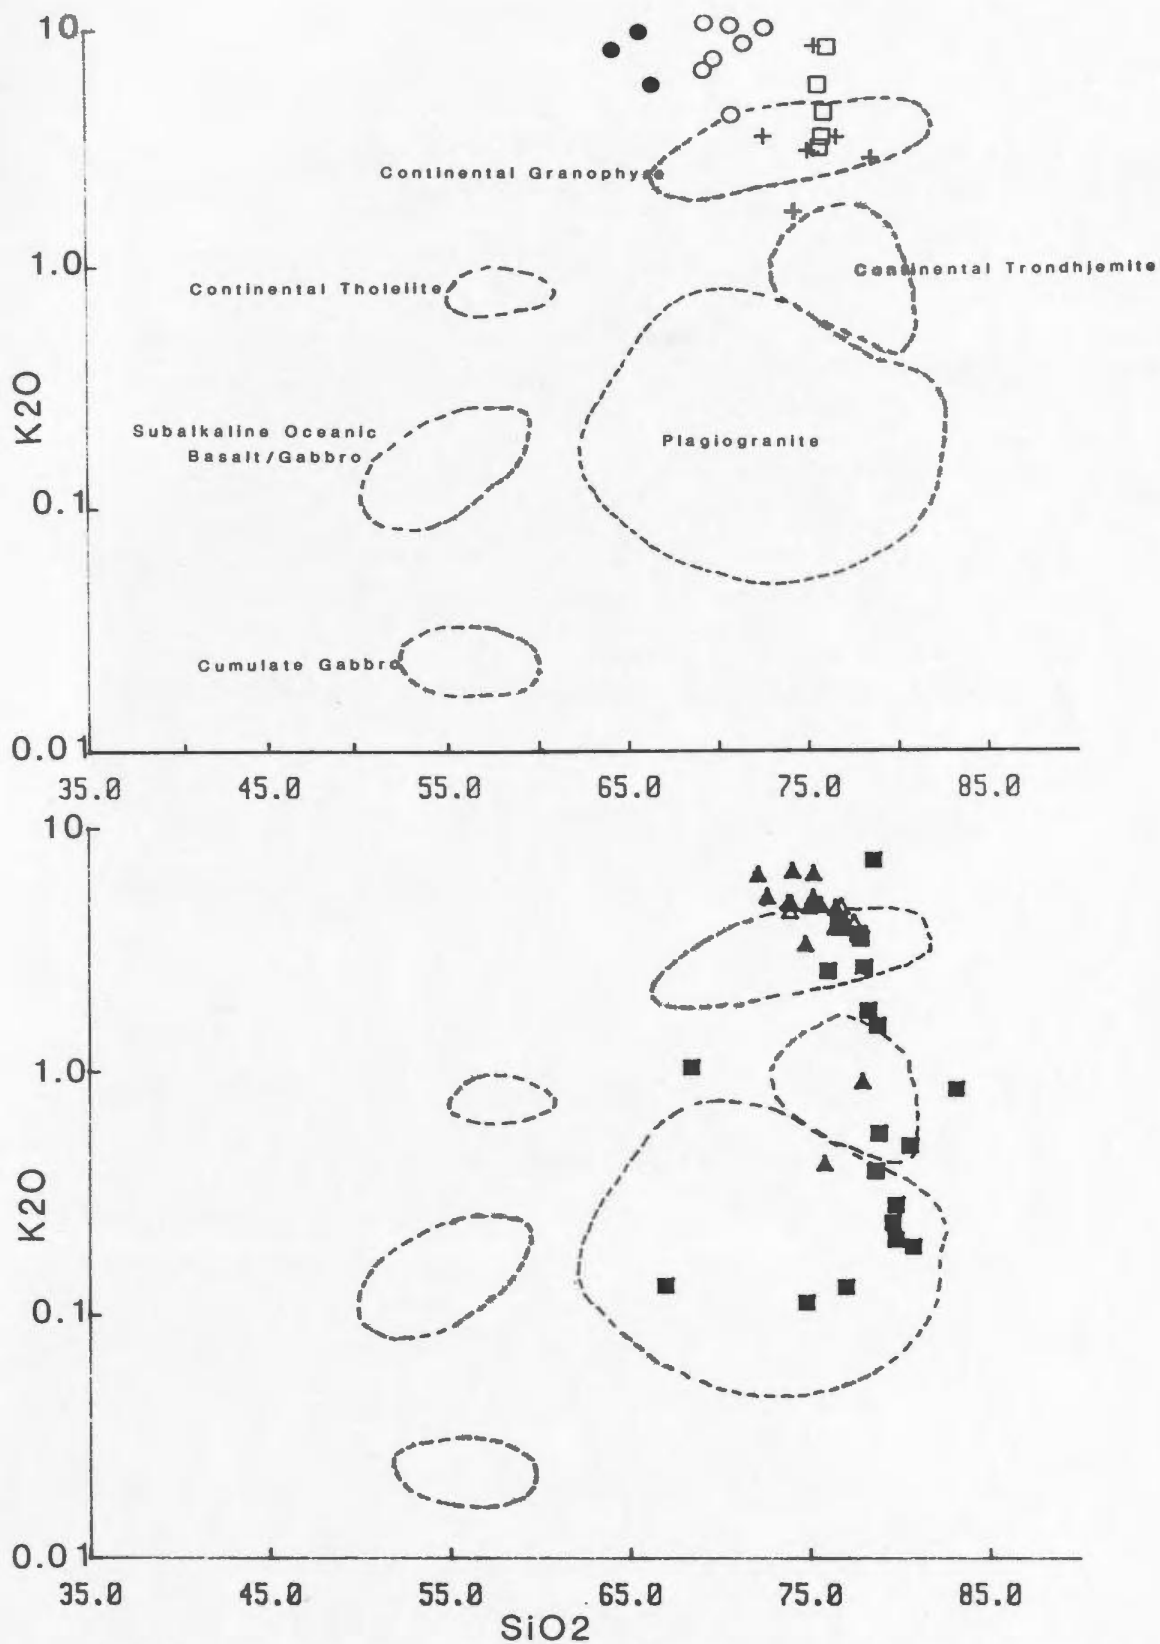 10
Continental Granophy
1.0
Continental Tholeiite
Continental Trondhjemite
K2O
Subalkaline Oceanic
Basalt/Gabbro
Plagiogranite
0.1
Cumulate Gabbro
0.01
35.0 45.0 55.0 65.0 75.0 85.0
10
1.0
K2O
0.1
0.01
35.0 45.0 55.0 65.0 75.0 85.0
SiO2